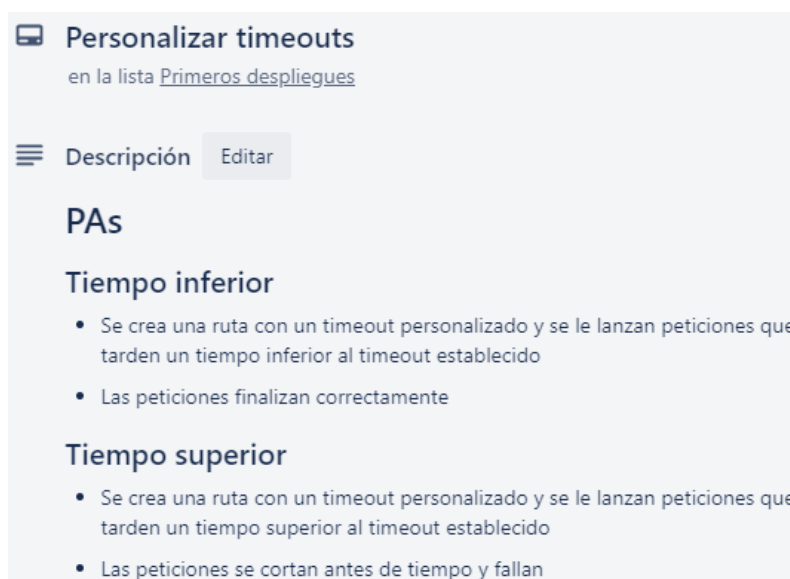 Personalizar timeouts
en la lista Primeros despliegues
Descripción Editar
PAs
Tiempo inferior
Se crea una ruta con un timeout personalizado y se le lanzan peticiones que
tarden un tiempo inferior al timeout establecido
Las peticiones finalizan correctamente
Tiempo superior
Se crea una ruta con un timeout personalizado y se le lanzan peticiones que
tarden un tiempo superior al timeout establecido
Las peticiones se cortan antes de tiempo y fallan